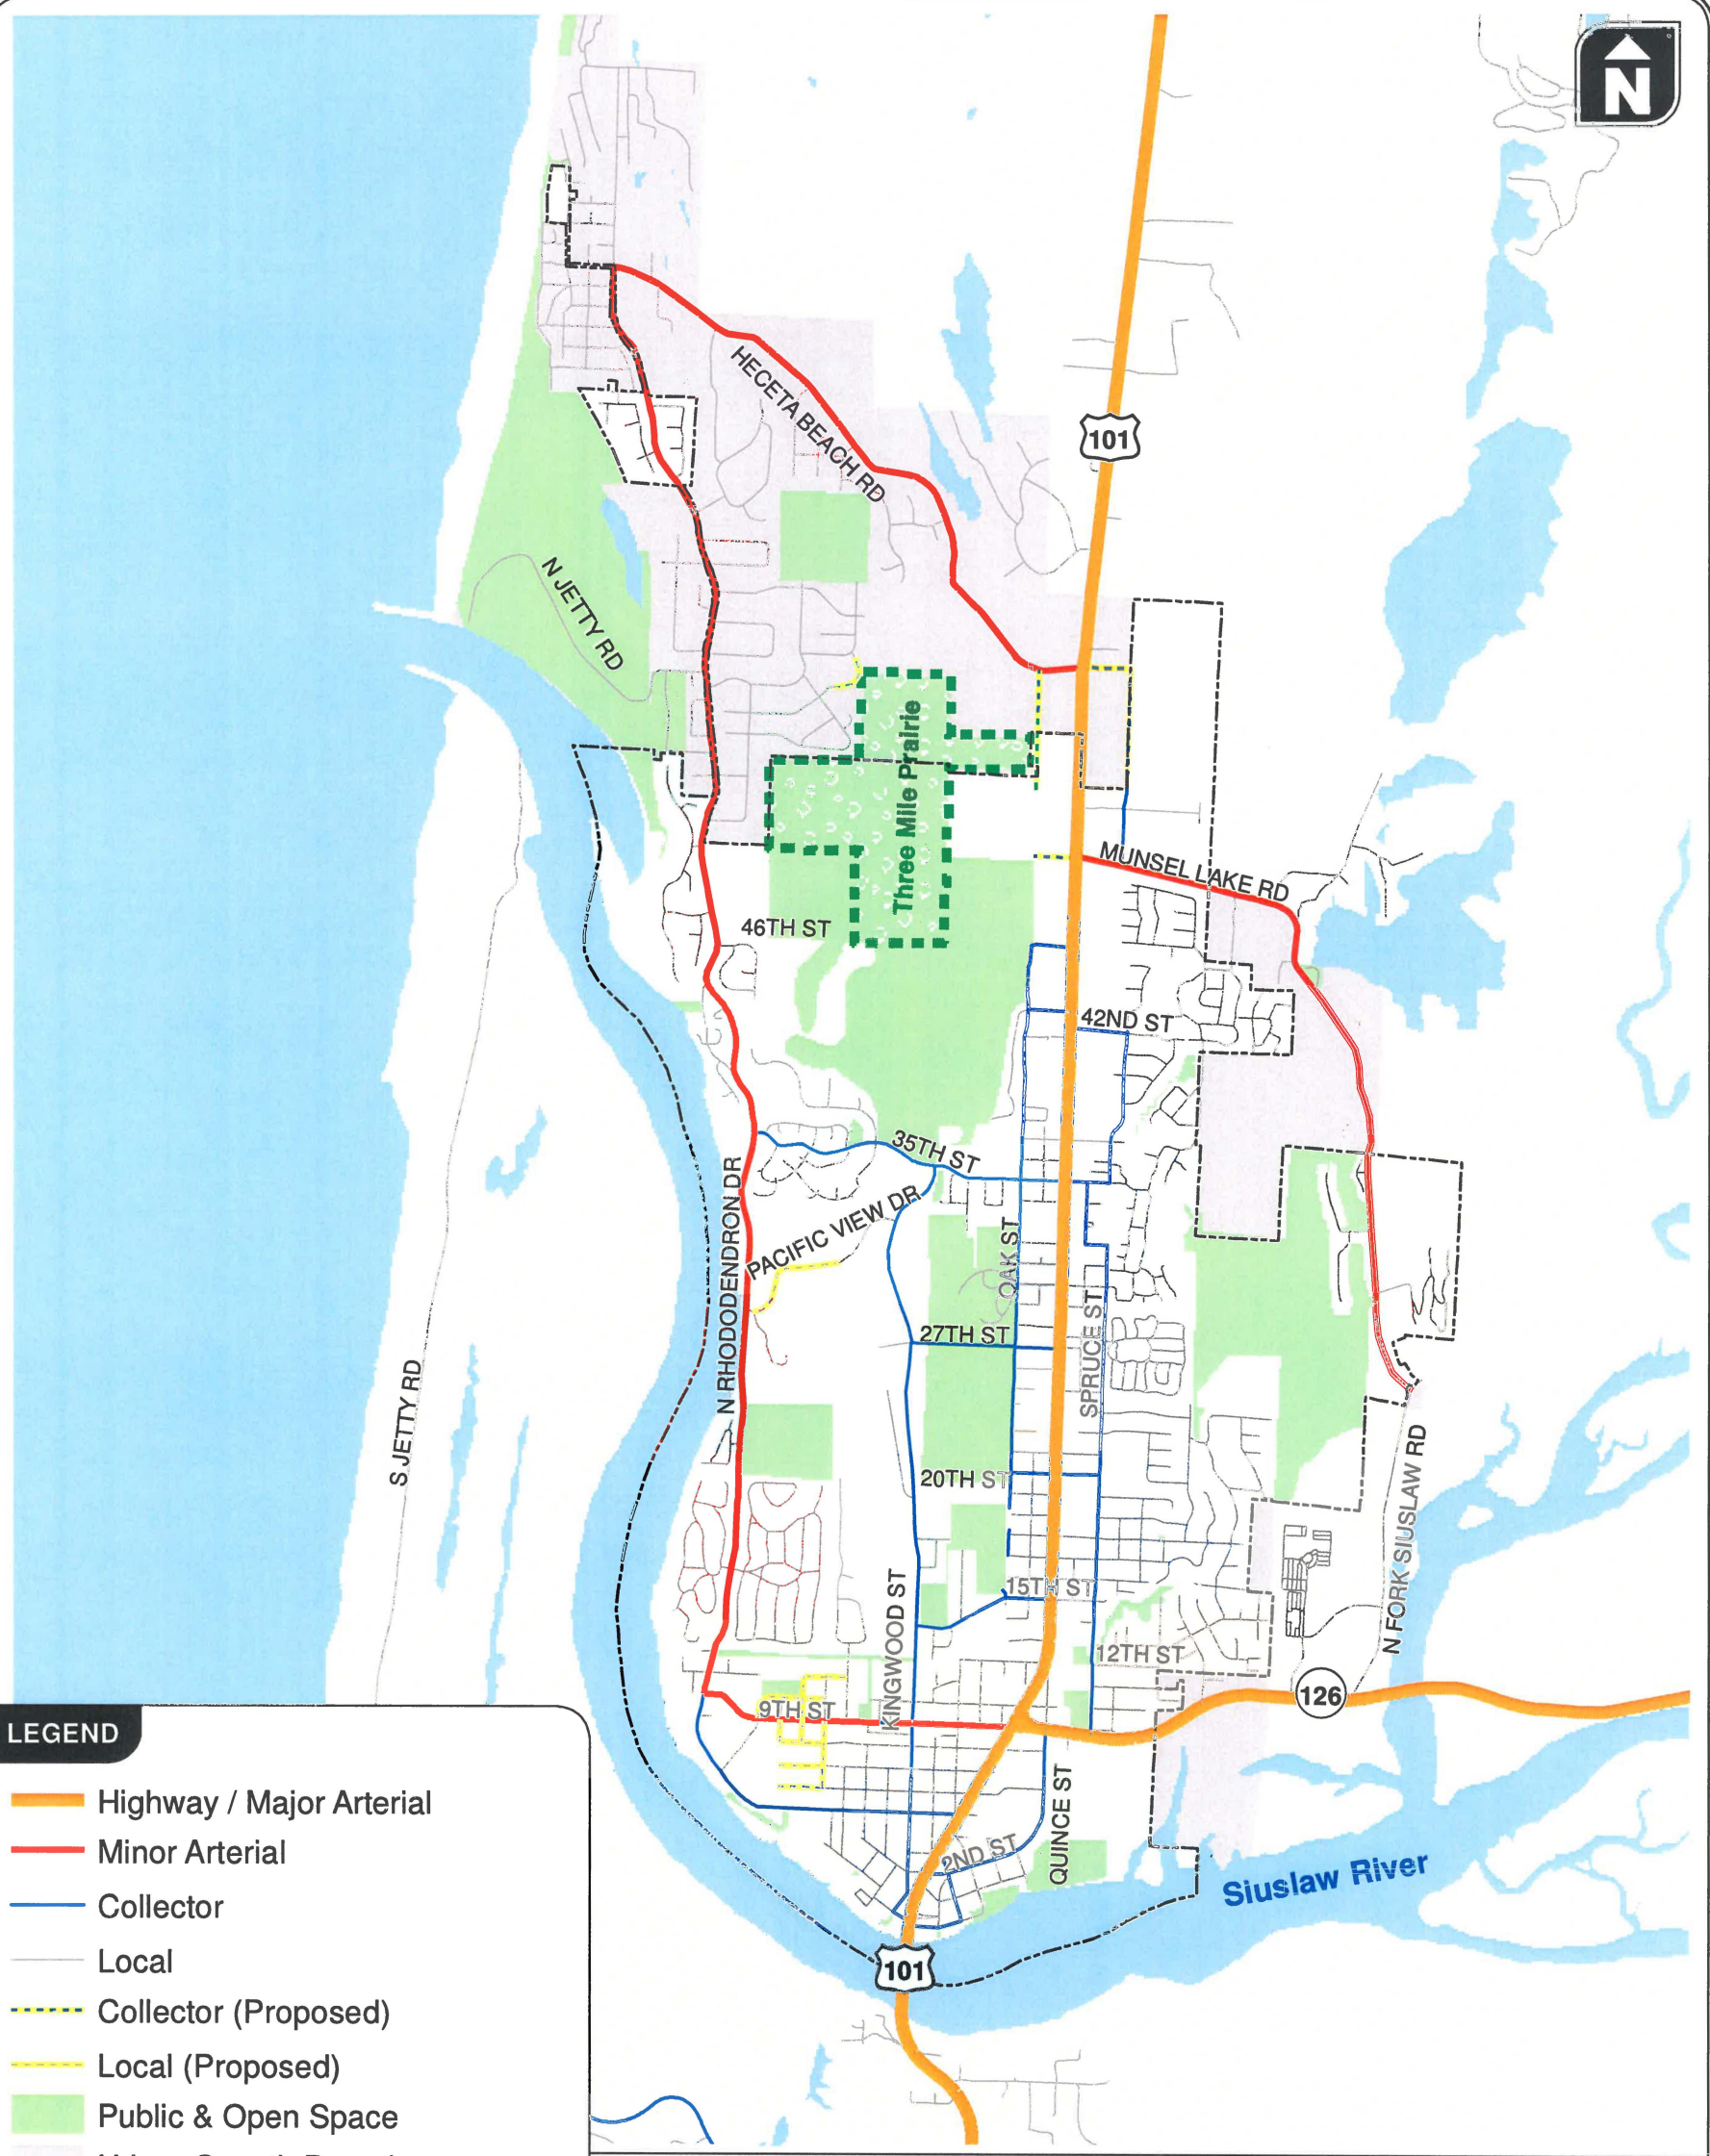 N
101
HECETA BEACH RD
N JETTY RD
Three Mile Prairie
MUNSEL LAKE RD
46TH ST
42ND ST
35TH ST
N RHODODENDRON DR
PACIFIC VIEW DR
OAK ST
27TH ST
SPRUCE ST
S JETTY RD
20TH ST
N FORK SIUSLAW RD
15TH ST
KINGWOOD ST
12TH ST
126
9TH ST
QUINCE ST
2ND ST
Siuslaw River
101
LEGEND
Highway / Major Arterial
Minor Arterial
Collector
Local
Collector (Proposed)
Local (Proposed)
Public & Open Space